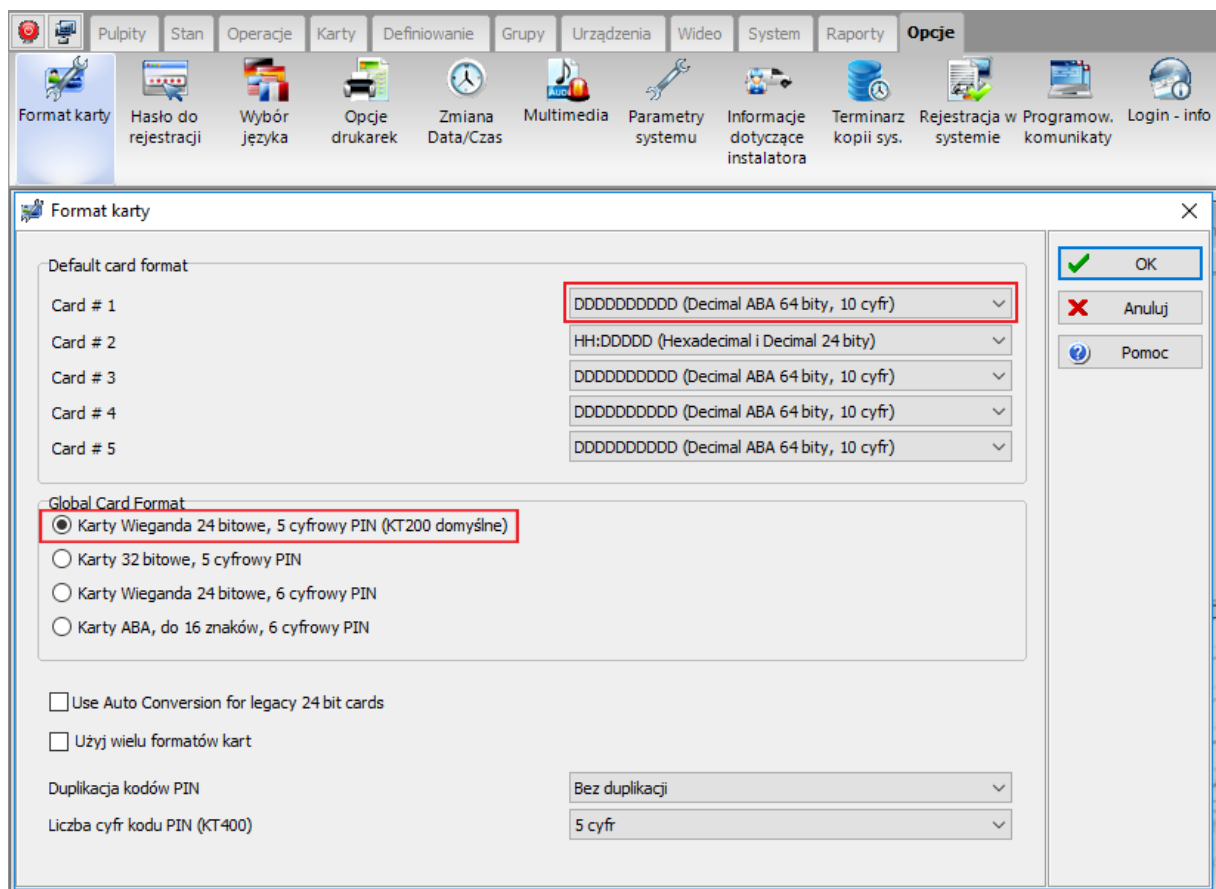 Pulpity Stan Operacje Karty Definiowanie Grupy Urządzenia Wideo System Raporty Opcje
Format karty
Hasło do
rejestracji
Wybór
języka
Opcje
drukarek
Zmiana
Data/Czas
Multimedia
Parametry
systemu
Informacje
dotyczące
instalatora
Terminarz
kopii sys.
Rejestracja w
systemie
Programow.
komunikaty
Login - info
Format karty
Default card format
Card # 1 DDDDDDDDDD (Decimal ABA 64 bity, 10 cyfr)
Card # 2 HH:DDDDD (Hexadecimal i Decimal 24 bity)
Card # 3 DDDDDDDDDD (Decimal ABA 64 bity, 10 cyfr)
Card # 4 DDDDDDDDDD (Decimal ABA 64 bity, 10 cyfr)
Card # 5 DDDDDDDDDD (Decimal ABA 64 bity, 10 cyfr)
Global Card Format
Karty Wieganda 24 bitowe, 5 cyfrowy PIN (KT200 domyślne)
Karty 32 bitowe, 5 cyfrowy PIN
Karty Wieganda 24 bitowe, 6 cyfrowy PIN
Karty ABA, do 16 znaków, 6 cyfrowy PIN
Use Auto Conversion for legacy 24 bit cards
Użyj wielu formatów kart
Duplikacja kodów PIN Bez duplikacji
Liczba cyfr kodu PIN (KT400) 5 cyfr
OK
Anuluj
Pomoc